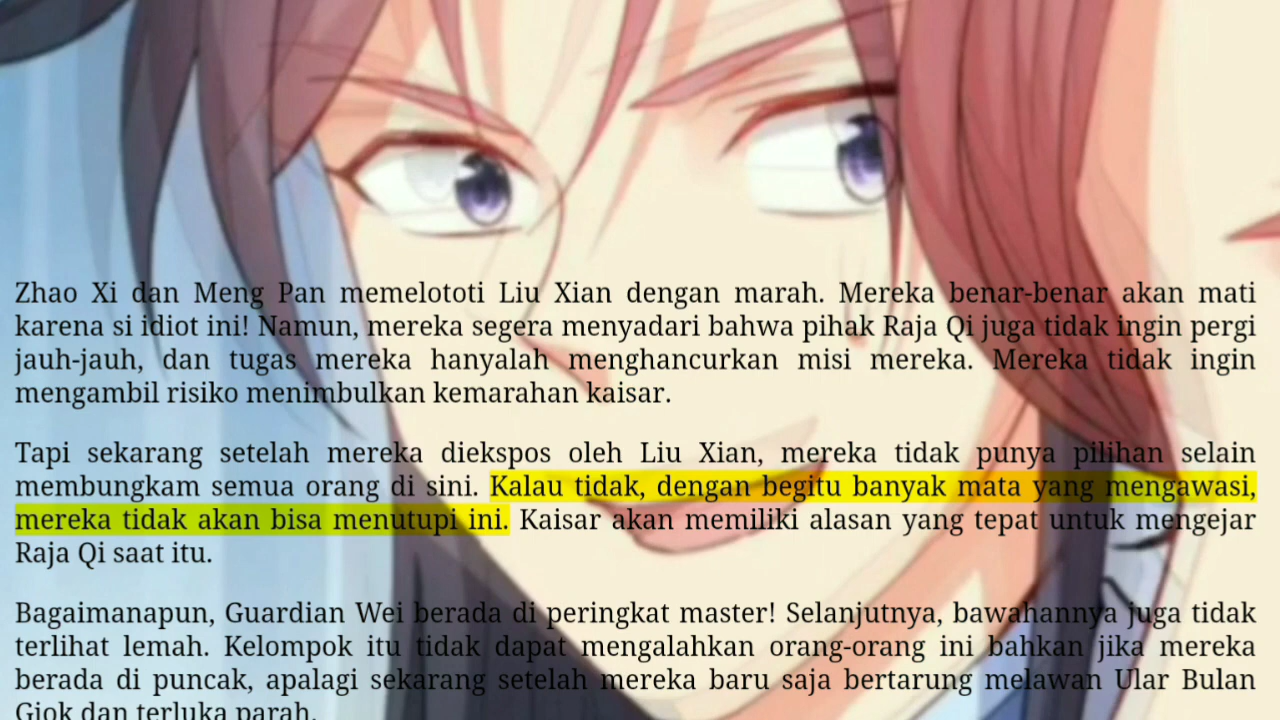 Zhao Xi dan Meng Pan memelototi Liu Xian dengan marah. Mereka benar-benar akan mati
karena si idiot ini! Namun, mereka segera menyadari bahwa pihak Raja Qi juga tidak ingin pergi
jauh-jauh, dan tugas mereka hanyalah menghancurkan misi mereka. Mereka tidak ingin
mengambil risiko menimbulkan kemarahan kaisar.
Tapi sekarang setelah mereka diekspos oleh Liu Xian, mereka tidak punya pilihan selain
membungkam semua orang di sini. Kalau tidak, dengan begitu banyak mata yang mengawasi,
mereka tidak akan bisa menutupi ini. Kaisar akan memiliki alasan yang tepat untuk mengejar
Raja Qi saat itu.
Bagaimanapun, Guardian Wei berada di peringkat master! Selanjutnya, bawahannya juga tidak
terlihat lemah. Kelompok itu tidak dapat mengalahkan orang-orang ini bahkan jika mereka
berada di puncak, apalagi sekarang setelah mereka baru saja bertarung melawan Ular Bulan
Giok dan terluka parah.